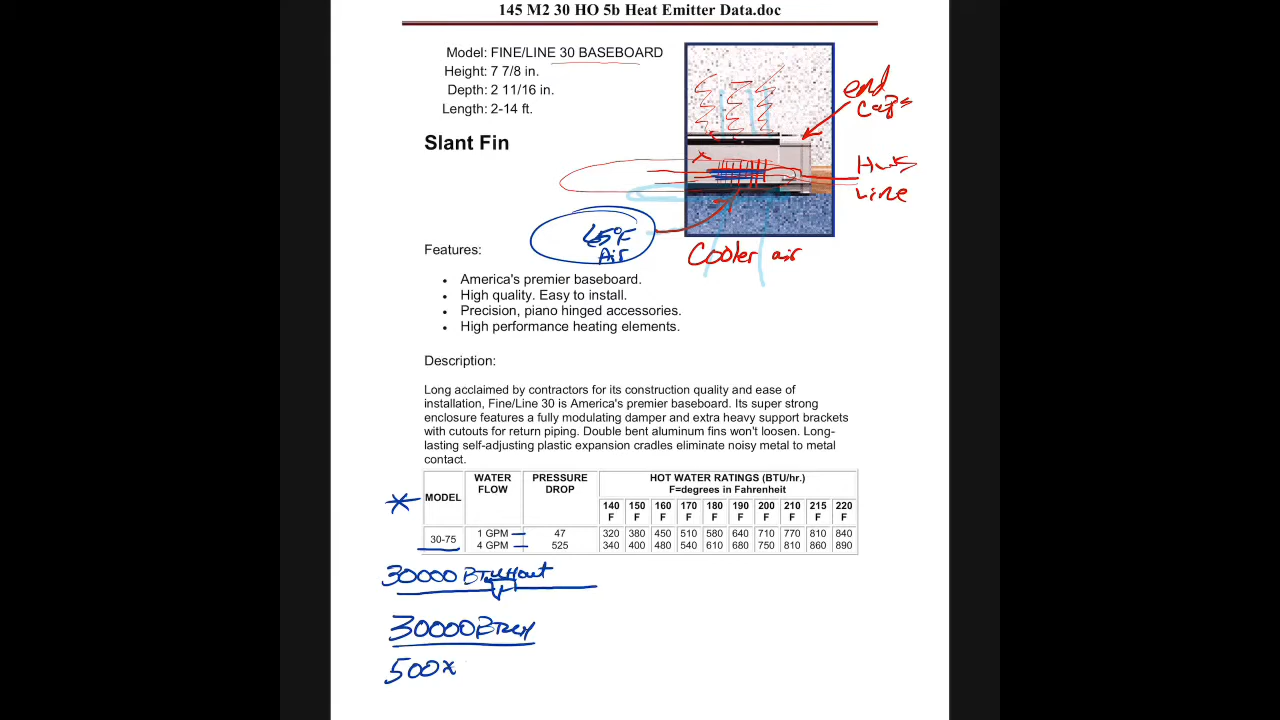 145 M2 30 HO 5b Heat Emitter Data.doc
Model: FINE/LINE 30 BASEBOARD
Height: 7 7/8 in.
Depth: 2 11/16 in.
Length: 2-14 ft.
Slant Fin
end
caps
line
65°F
Air
Cooler air
Features:
• America's premier baseboard.
• High quality. Easy to install.
• Precision, piano hinged accessories.
• High performance heating elements.
Description:
Long acclaimed by contractors for its construction quality and ease of
installation, Fine/Line 30 is America's premier baseboard. Its super strong
enclosure features a fully modulating damper and extra heavy support brackets
with cutouts for return piping. Double bent aluminum fins won't loosen. Long-
lasting self-adjusting plastic expansion cradles eliminate noisy metal to metal
contact.
MODEL WATER FLOW PRESSURE DROP HOT WATER RATINGS (BTU/hr.) F=degrees in Fahrenheit
140 F 150 F 160 F 170 F 180 F 190 F 200 F 210 F 215 F 220 F
30-75 1 GPM 47 320 380 450 510 580 640 710 770 810 840
4 GPM 525 340 400 480 540 610 680 750 810 860 890
30000 BTU
30000 BTU
500 x